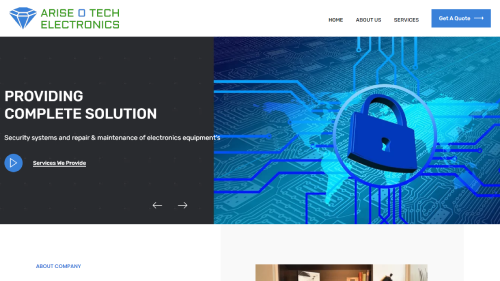 ARISE O TECH
ELECTRONICS
HOME
ABOUT US
SERVICES
Get A Quote
PROVIDING
COMPLETE SOLUTION
Security systems and repair & maintenance of electronics equipment's
Services We Provide
ABOUT COMPANY